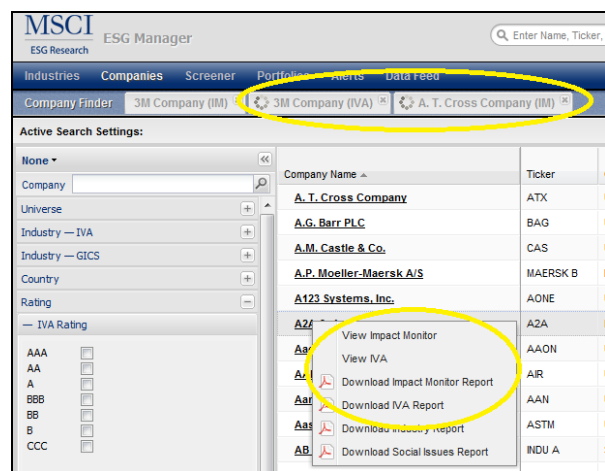 MSCI
ESG Research
ESG Manager
Enter Name, Ticker,
Industries Companies Screener Portfolios Alerts Data Feed
Company Finder 3M Company (IM) 3M Company (IVA) A. T. Cross Company (IM)
Active Search Settings:
None
Company
Universe
Industry — IVA
Industry — GICS
Country
Rating
— IVA Rating
AAA
AA
A
BBB
BB
B
CCC
Company Name Ticker
A. T. Cross Company ATX
A.G. Barr PLC BAG
A.M. Castle & Co. CAS
A.P. Moeller-Maersk A/S MAERSK B
A123 Systems, Inc. AONE
A2A A2A
AAON
AIR
AAN
ASTM
AB INDU A
View Impact Monitor
View IVA
Download Impact Monitor Report
Download IVA Report
Download Industry Report
Download Social Issues Report